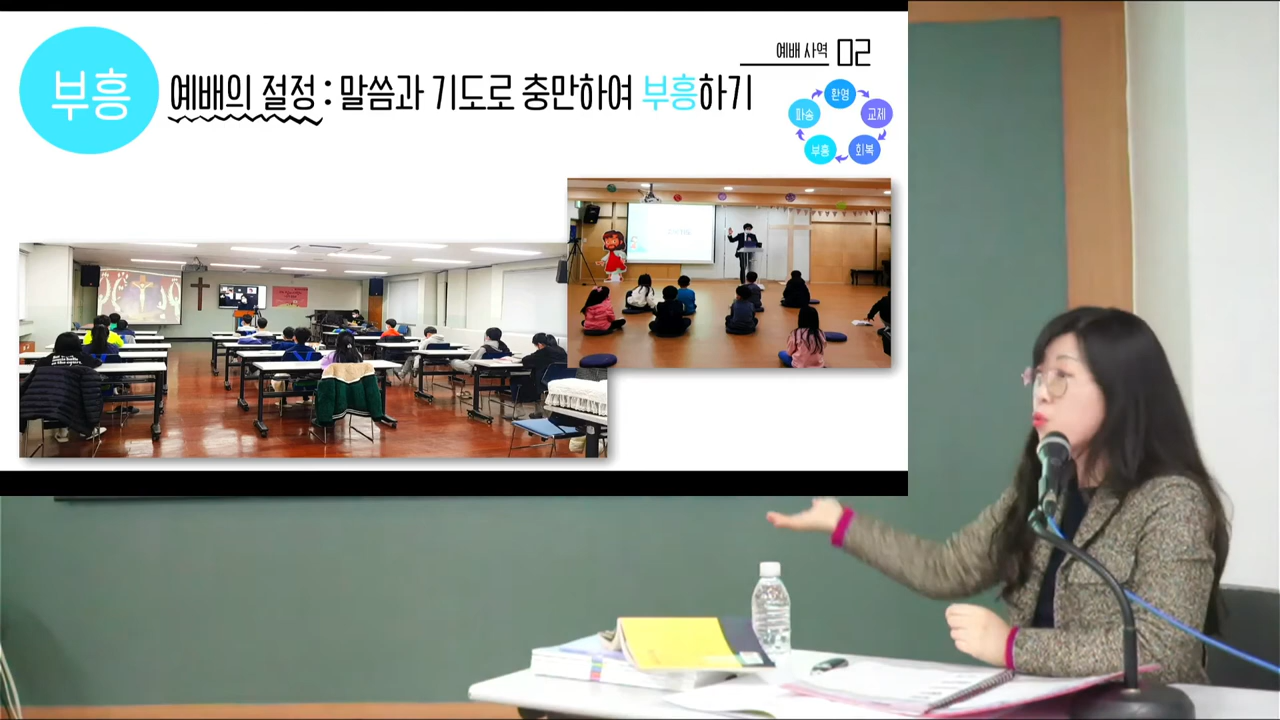 부흥
예배의 절정 : 말씀과 기도로 충만하여 부흥하기
예배 사역 02
환영
파송
교제
부흥
회복